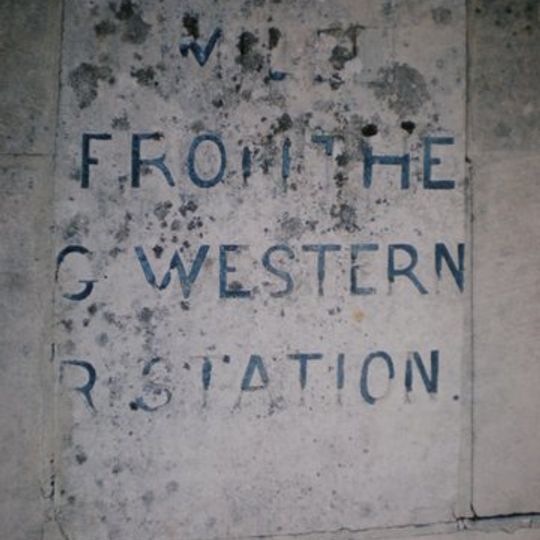 FROM THE
G WESTERN
R STATION.